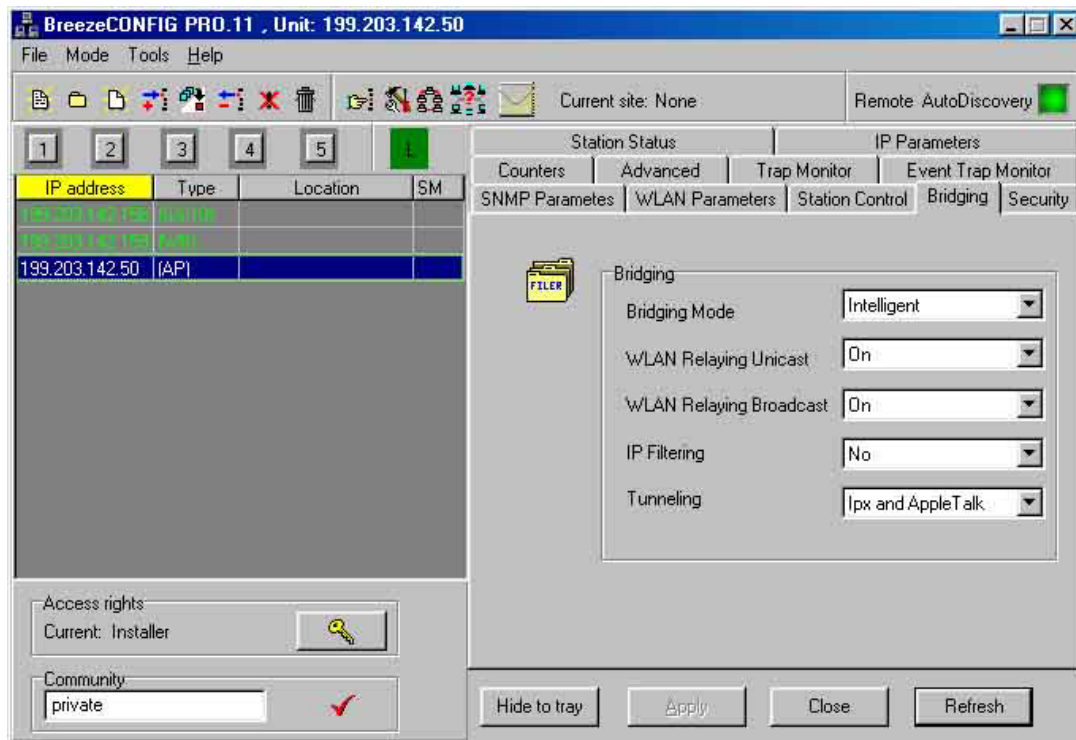 BreezeCONFIG PRO.11 , Unit: 199.203.142.50
File Mode Tools Help
Current site: None
Remote AutoDiscovery
1 2 3 4 5 L
IP address Type Location SM
199.203.142.50 (AP)
Station Status IP Parameters
Counters Advanced Trap Monitor Event Trap Monitor
SNMP Parametes WLAN Parameters Station Control Bridging Security
FILER
Bridging
Bridging Mode Intelligent
WLAN Relaying Unicast On
WLAN Relaying Broadcast On
IP Filtering No
Tunneling Ipx and AppleTalk
Access rights
Current: Installer
Community
private
Hide to tray Apply Close Refresh